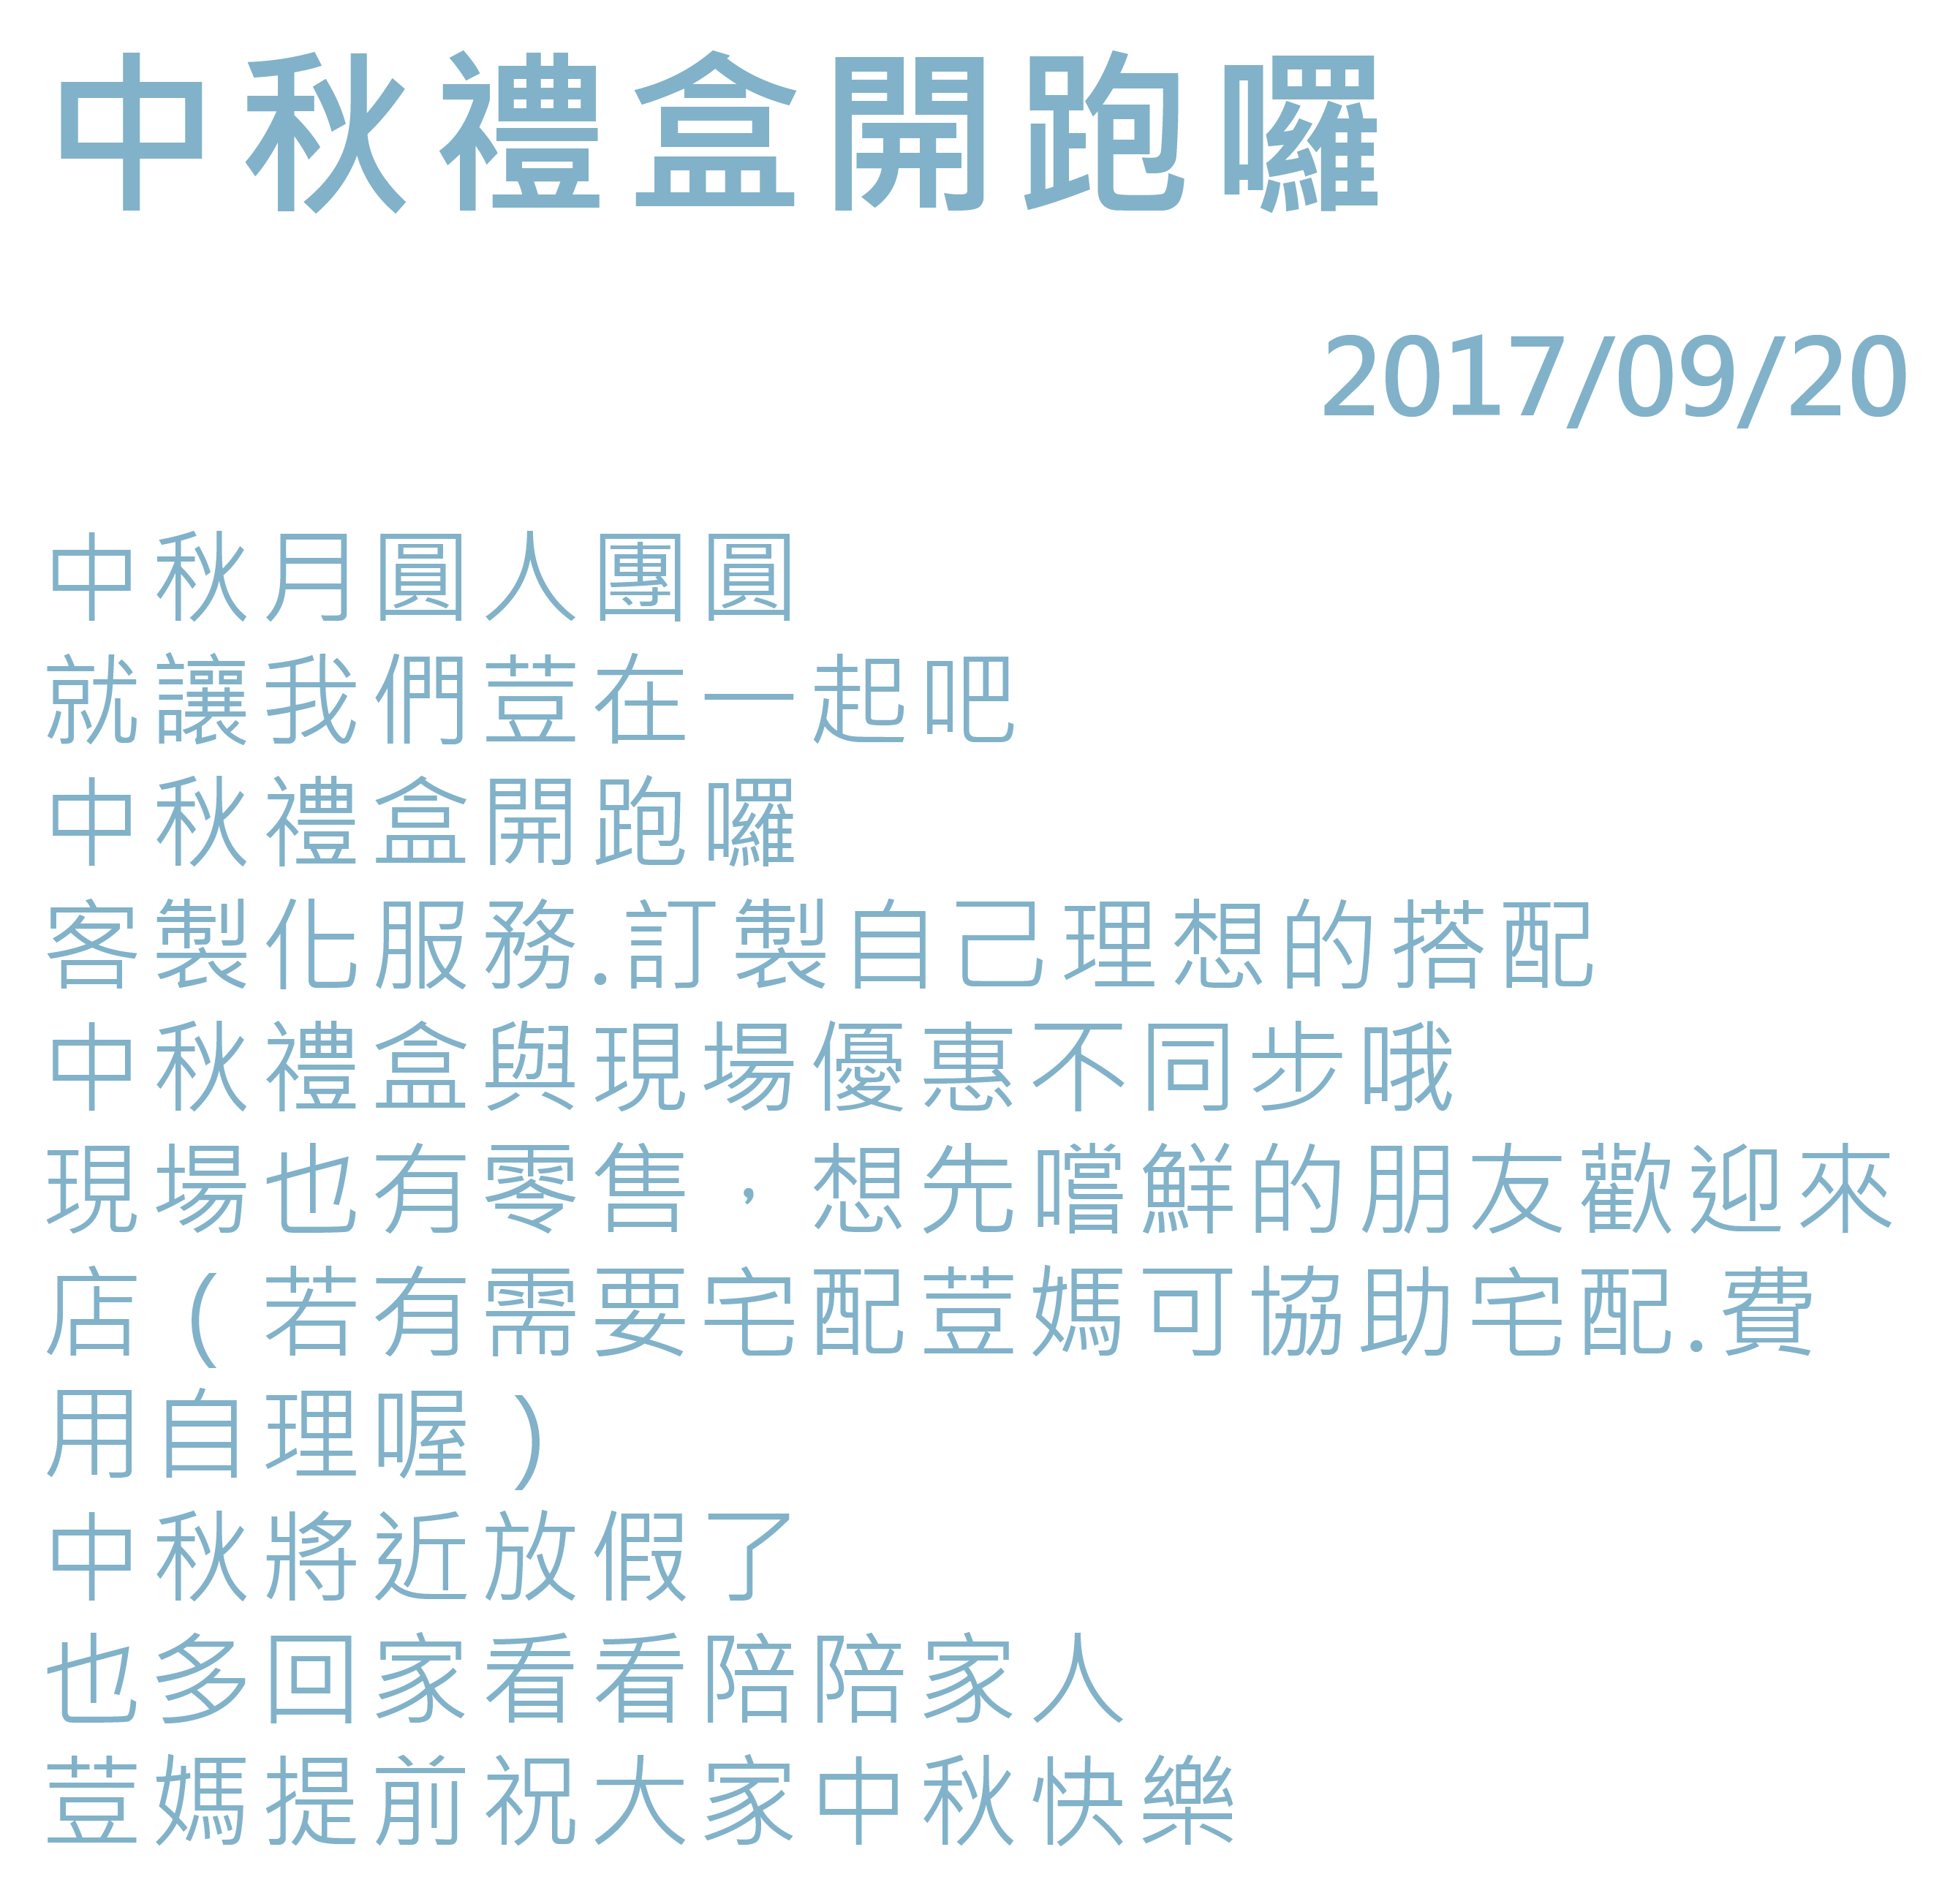 中秋禮盒開跑囉
2017/09/20
中秋月圓人團圓
就讓我們荳在一起吧
中秋禮盒開跑囉
客製化服務.訂製自己理想的搭配
中秋禮盒與現場優惠不同步哦
現場也有零售，想先嚐鮮的朋友歡迎來
店(若有需要宅配荳媽可協助宅配.費
用自理喔)
中秋將近放假了
也多回家看看陪陪家人
荳媽提前祝大家中秋快樂